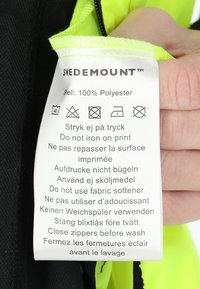 SWEDEMOUNT™
Shell: 100% Polyester
Stryk ej på tryck
Do not iron on print
Ne pas repasser la surface
imprimée
Aufdrucke nicht bügeln
Använd ej sköljmedel
Do not use fabric softener
Ne pas utiliser d'adoucissant
Keinen Weichspüler verwenden
Stäng blixtlås före tvätt
Close zippers before wash
Fermez les fermetures éclair
avant le lavage